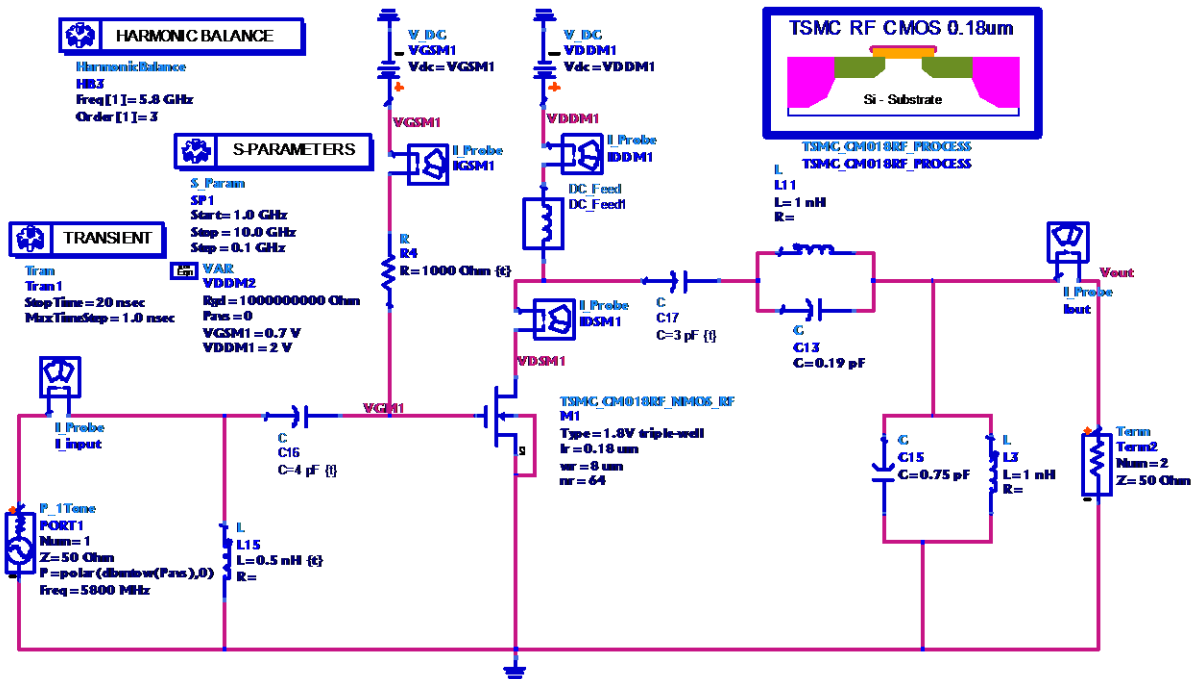 HARMONIC BALANCE
HarmonicBalance
HB3
Freq[1]=5.8 GHz
Order[1]=3
S-PARAMETERS
S_Param
SP1
Start=1.0 GHz
Stop=10.0 GHz
Step=0.1 GHz
TRANSIENT
Tran
Tran1
StopTime=20 nsec
MaxTimeStep=1.0 nsec
Eqn
VAR
VDDM2
Rgd=1000000000 Ohm
Pavs=0
VGSM1=0.7 V
VDDM1=2 V
V_DC
VGSM1
Vdc=VGSM1
V_DC
VDDM1
Vdc=VDDM1
VGSM1
VDDM1
I_Probe
IGSM1
I_Probe
IDDM1
DC_Feed
DC_Feed1
R
R4
R=1000 Ohm {t}
TSMC RF CMOS 0.18um
Si - Substrate
TSMC_CM018RF_PROCESS
TSMC_CM018RF_PROCESS
L
L11
L=1 nH
R=
C
C17
C=3 pF {t}
C
C13
C=0.19 pF
I_Probe
Iout
Vout
I_Probe
IDSM1
VDSM1
I_Probe
I_input
C
C16
C=4 pF {t}
VGM1
TSMC_CM018RF_NMOS_RF
M1
Type=1.8V triple-well
lr=0.18 um
wr=8 um
nr=64
P_1Tone
PORT1
Num=1
Z=50 Ohm
P=polar(dbmtow(Pavs),0)
Freq=5800 MHz
L
L15
L=0.5 nH {t}
R=
C
C15
C=0.75 pF
L
L3
L=1 nH
R=
Term
Term2
Num=2
Z=50 Ohm